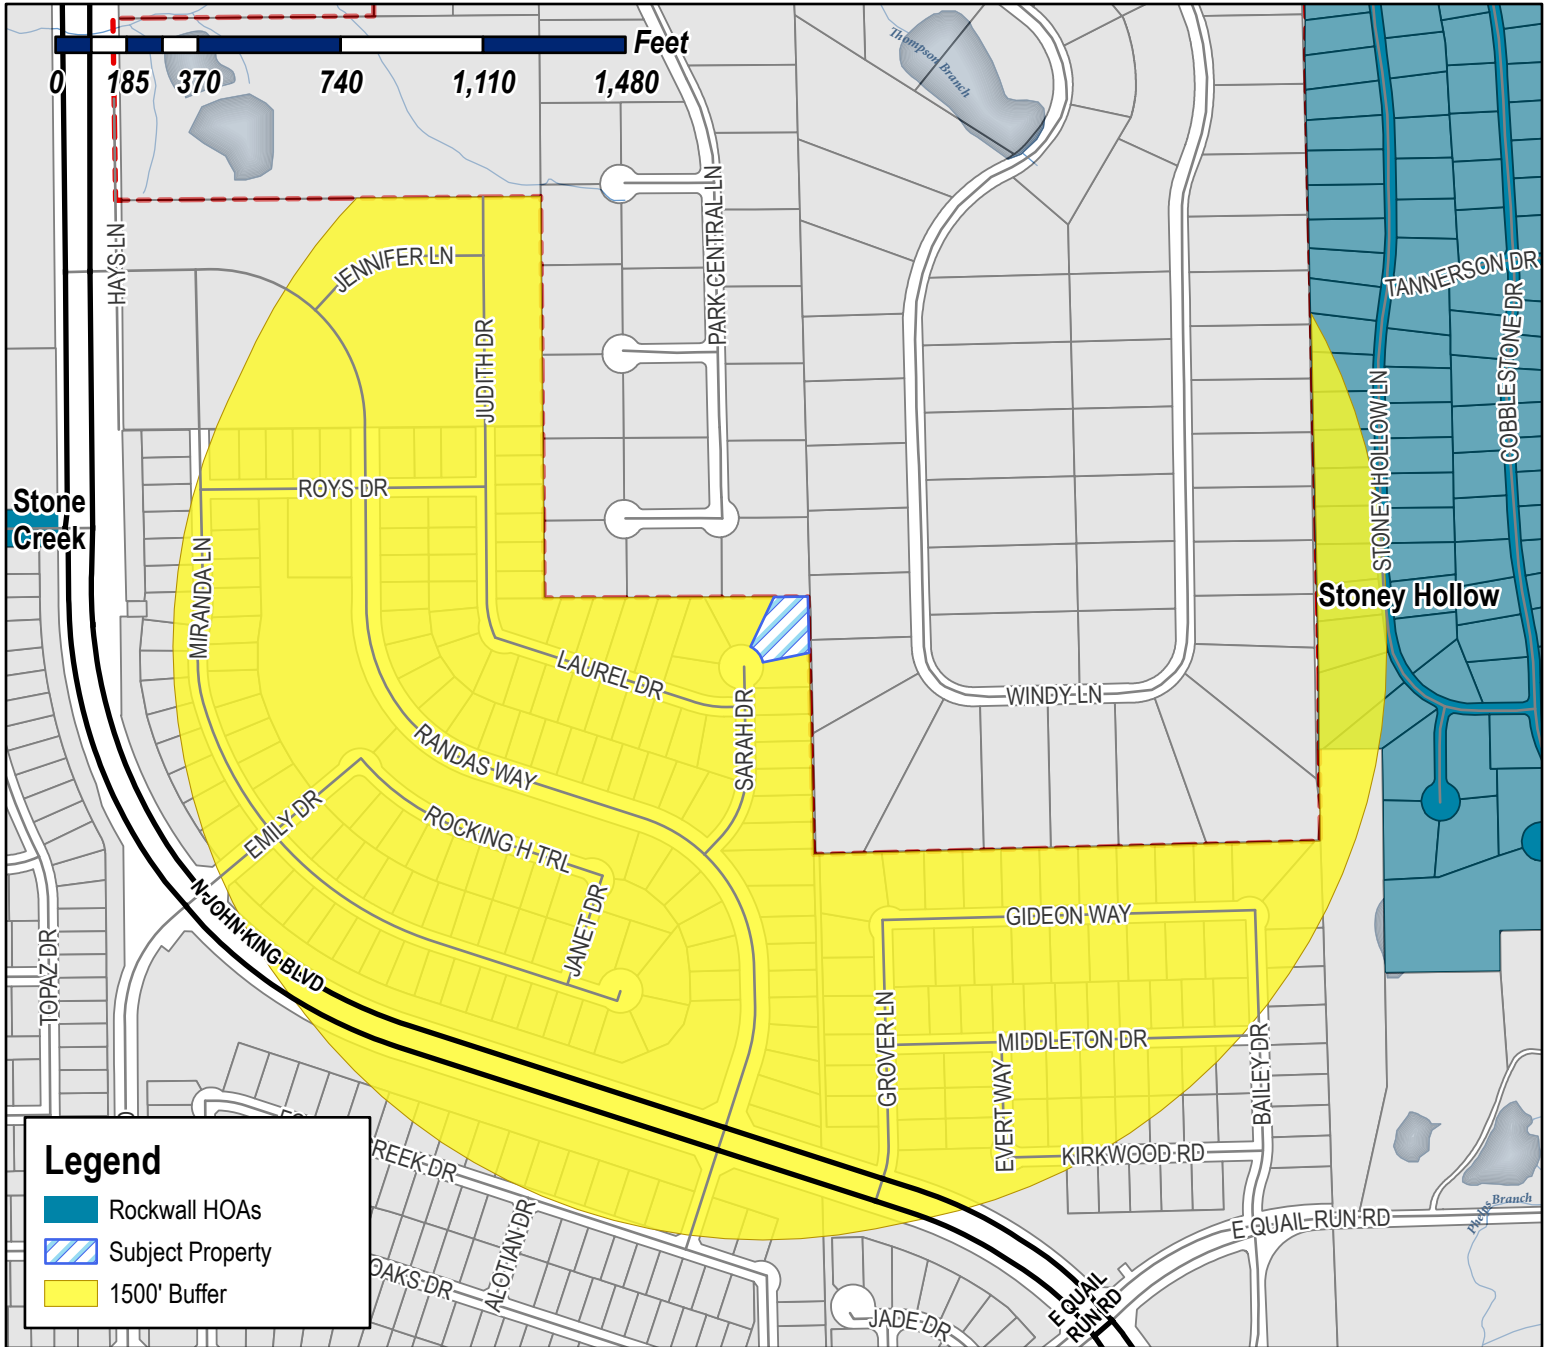 Feet
0 185 370 740 1,110 1,480
Thompson Branch
HAYS LN
JENNIFER LN
JUDITH DR
PARK CENTRAL LN
TANNERSON DR
COBBLESTONE DR
STONEY HOLLOW LN
Stone
Creek
ROYS DR
MIRANDA LN
Stoney Hollow
LAUREL DR
SARAH DR
WINDY LN
RANDAS WAY
EMILY DR
ROCKING H TRL
JANET DR
N JOHN KING BLVD
TOPAZ DR
GIDEON WAY
GROVER LN
MIDDLETON DR
EVERT WAY
BAILEY DR
KIRKWOOD RD
E QUAIL RUN RD
Phelps Branch
CREEK DR
ALOTIAN DR
OAKS DR
JADE DR
E QUAIL
RUN RD
Legend
Rockwall HOAs
Subject Property
1500' Buffer